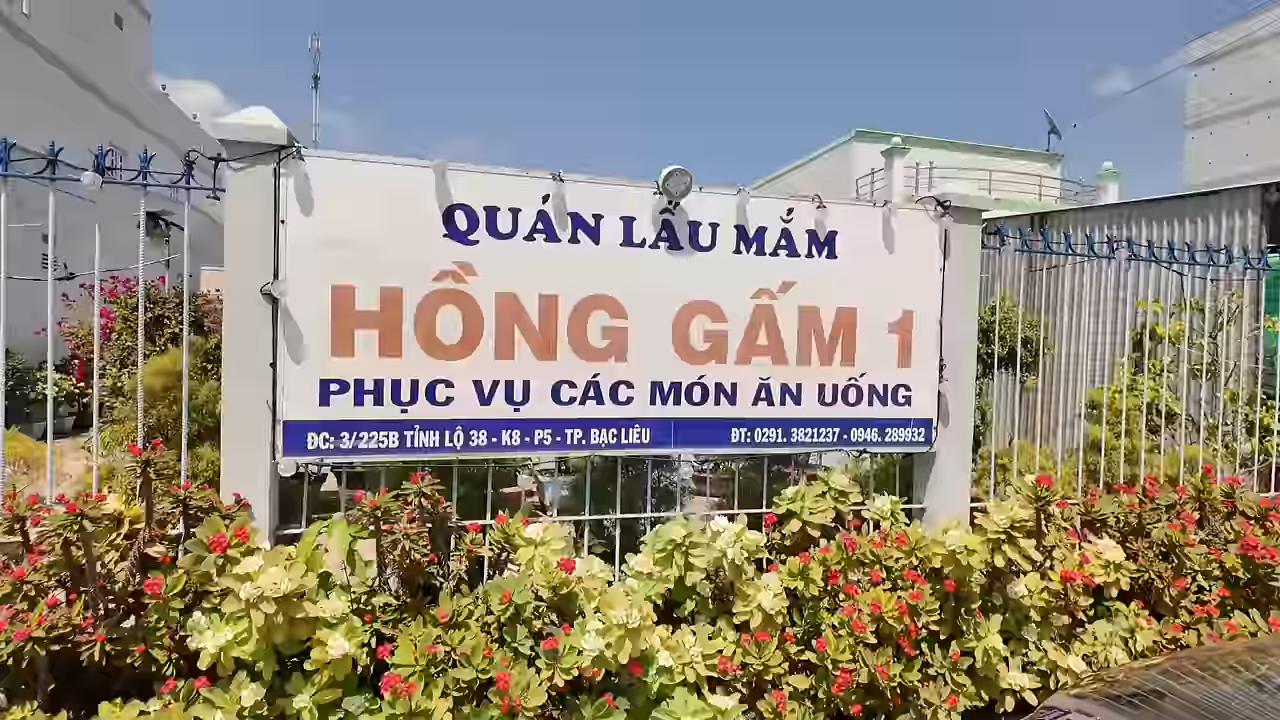 QUÁN LẨU MẮM
HỒNG GẤM 1
PHỤC VỤ CÁC MÓN ĂN UỐNG
ĐC: 3/225B TỈNH LỘ 38 - K8 - P5 - TP. BẠC LIÊU ĐT: 0291. 3821237 - 0946. 289932